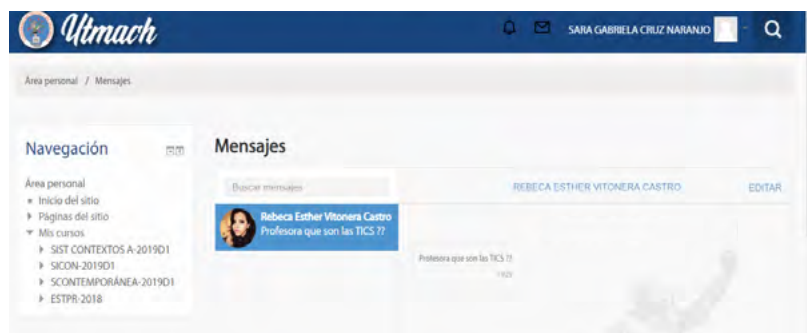 Utmach
SARA GABRIELA CRUZ NARANJO
Área personal / Mensajes
Navegación
Área personal
Inicio del sitio
Páginas del sitio
Mis cursos
SIST CONTEXTOS A-2019D1
SICON-2019D1
SCONTEMPORÁNEA-2019D1
ESTPR-2018
Mensajes
Buscar mensajes
REBECA ESTHER VITONERA CASTRO
EDITAR
Rebeca Esther Vitonera Castro
Profesora que son las TICS ??
Profesora que son las TICS ??